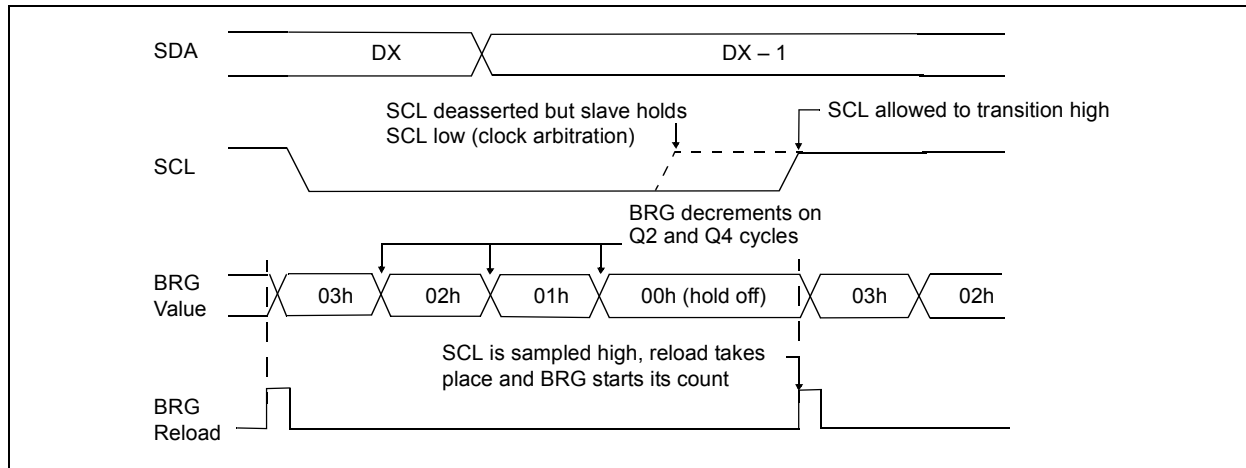 SDA
DX
DX – 1
SCL deasserted but slave holds
SCL low (clock arbitration)
SCL allowed to transition high
SCL
BRG decrements on
Q2 and Q4 cycles
BRG
Value
03h
02h
01h
00h (hold off)
03h
02h
SCL is sampled high, reload takes
place and BRG starts its count
BRG
Reload